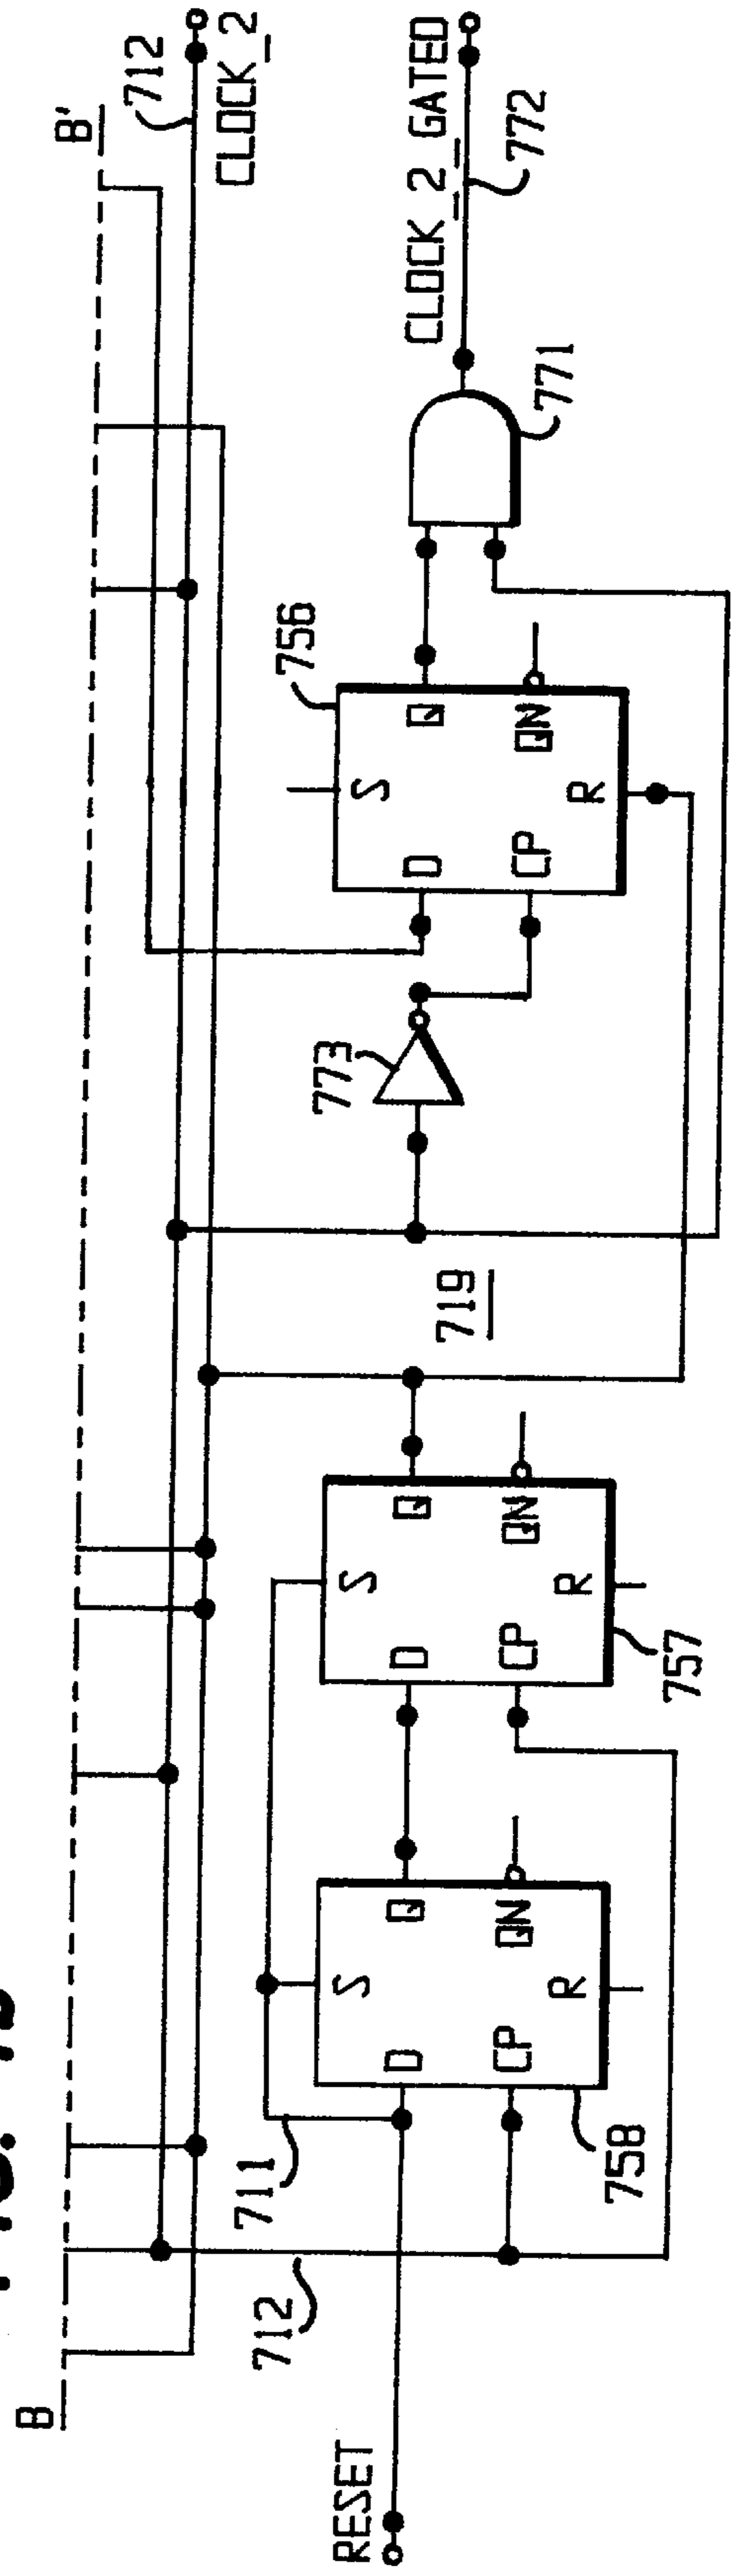 B
B'
712
CLOCK_2
RESET
712
711
D
S
Q
CP
R
QN
758
D
S
Q
CP
R
QN
757
719
773
D
S
Q
CP
R
QN
756
771
CLOCK_2_GATED
772